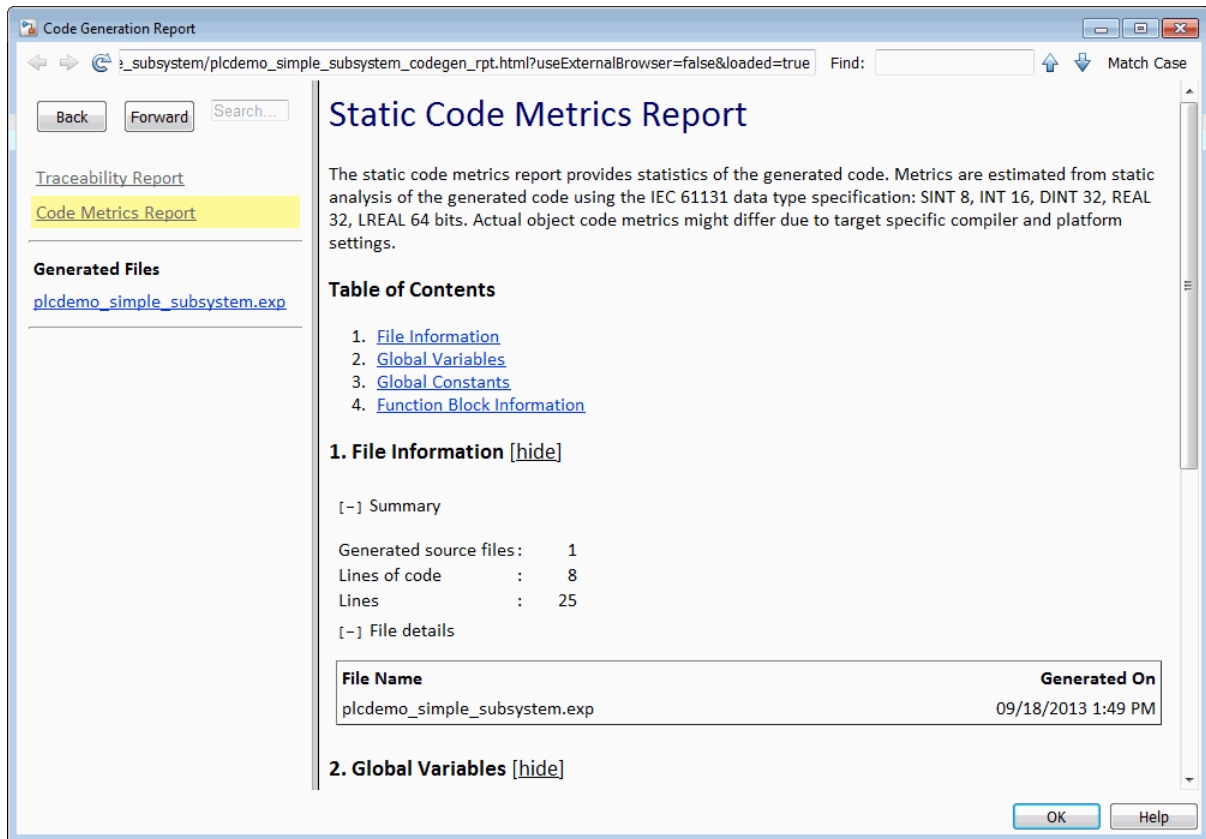 Code Generation Report
e_subsystem/plcdemo_simple_subsystem_codegen_rpt.html?useExternalBrowser=false&loaded=true Find: Match Case
Back Forward Search...
Traceability Report
Code Metrics Report
Generated Files
plcdemo_simple_subsystem.exp
Static Code Metrics Report
The static code metrics report provides statistics of the generated code. Metrics are estimated from static
analysis of the generated code using the IEC 61131 data type specification: SINT 8, INT 16, DINT 32, REAL
32, LREAL 64 bits. Actual object code metrics might differ due to target specific compiler and platform
settings.
Table of Contents
1. File Information
2. Global Variables
3. Global Constants
4. Function Block Information
1. File Information [hide]
[-] Summary
Generated source files: 1
Lines of code : 8
Lines : 25
[-] File details
File Name Generated On
plcdemo_simple_subsystem.exp 09/18/2013 1:49 PM
2. Global Variables [hide]
OK Help